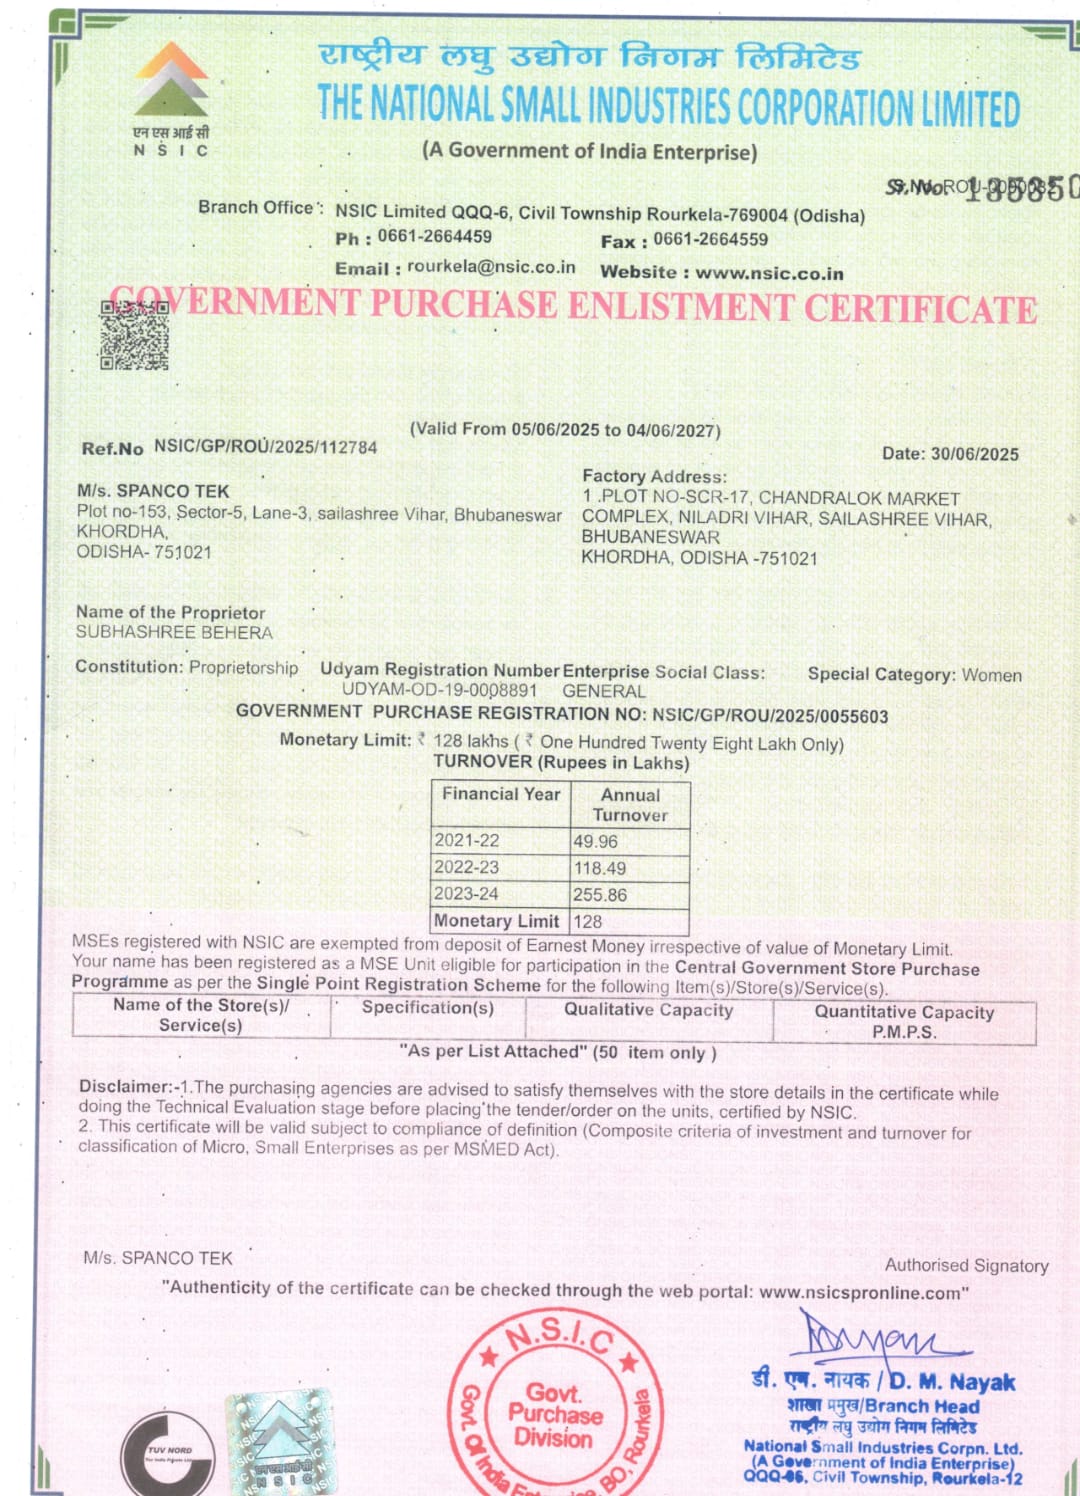 राष्ट्रीय लघु उद्योग निगम लिमिटेड
THE NATIONAL SMALL INDUSTRIES CORPORATION LIMITED
एन एस आई सी
N S I C
(A Government of India Enterprise)
Branch Office : NSIC Limited QQQ-6, Civil Township Rourkela-769004 (Odisha)
Ph : 0661-2664459 Fax : 0661-2664559
Email : rourkela@nsic.co.in Website : www.nsic.co.in
GOVERNMENT PURCHASE ENLISTMENT CERTIFICATE
(Valid From 05/06/2025 to 04/06/2027)
Ref.No NSIC/GP/ROU/2025/112784
Date: 30/06/2025
M/s. SPANCO TEK
Plot no-153, Sector-5, Lane-3, sailashree Vihar, Bhubaneswar
KHORDHA,
ODISHA- 751021
Factory Address:
1 .PLOT NO-SCR-17, CHANDRALOK MARKET
COMPLEX, NILADRI VIHAR, SAILASHREE VIHAR,
BHUBANESWAR
KHORDHA, ODISHA -751021
Name of the Proprietor
SUBHASHREE BEHERA
Constitution: Proprietorship Udyam Registration Number Enterprise Social Class: Special Category: Women
UDYAM-OD-19-0008891 GENERAL
GOVERNMENT PURCHASE REGISTRATION NO: NSIC/GP/ROU/2025/0055603
Monetary Limit: ₹ 128 lakhs ( ₹ One Hundred Twenty Eight Lakh Only)
TURNOVER (Rupees in Lakhs)
Financial Year Annual
Turnover
2021-22 49.96
2022-23 118.49
2023-24 255.86
Monetary Limit 128
MSEs registered with NSIC are exempted from deposit of Earnest Money irrespective of value of Monetary Limit.
Your name has been registered as a MSE Unit eligible for participation in the Central Government Store Purchase
Programme as per the Single Point Registration Scheme for the following Item(s)/Store(s)/Service(s).
Name of the Store(s)/ Specification(s) Qualitative Capacity Quantitative Capacity
Service(s) P.M.P.S.
"As per List Attached" (50 item only )
Disclaimer:-1.The purchasing agencies are advised to satisfy themselves with the store details in the certificate while
doing the Technical Evaluation stage before placing the tender/order on the units, certified by NSIC.
2. This certificate will be valid subject to compliance of definition (Composite criteria of investment and turnover for
classification of Micro, Small Enterprises as per MSMED Act).
M/s. SPANCO TEK
Authorised Signatory
"Authenticity of the certificate can be checked through the web portal: www.nsicspronline.com"
N.S.I.C
Govt.
Purchase
Division
Govt. Of India BO, Rourkela
डी. एम. नायक / D. M. Nayak
शाखा प्रमुख/Branch Head
राष्ट्रीय लघु उद्योग निगम लिमिटेड
National Small Industries Corpn. Ltd.
(A Government of India Enterprise)
QQQ-06, Civil Township, Rourkela-12
TUV NORD
N S I C